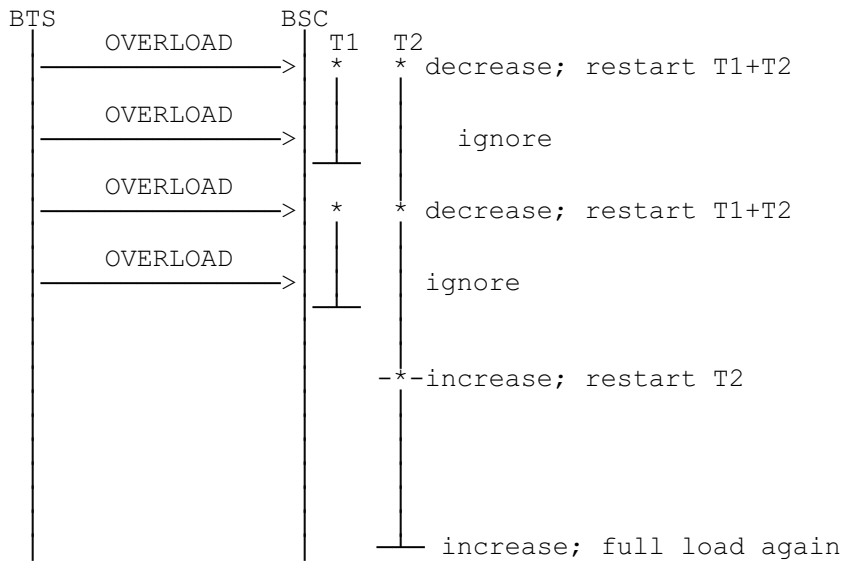 BTS BSC
OVERLOAD T1 T2
* * decrease; restart T1+T2
OVERLOAD
ignore
OVERLOAD
* * decrease; restart T1+T2
OVERLOAD
ignore
-*-increase; restart T2
increase; full load again